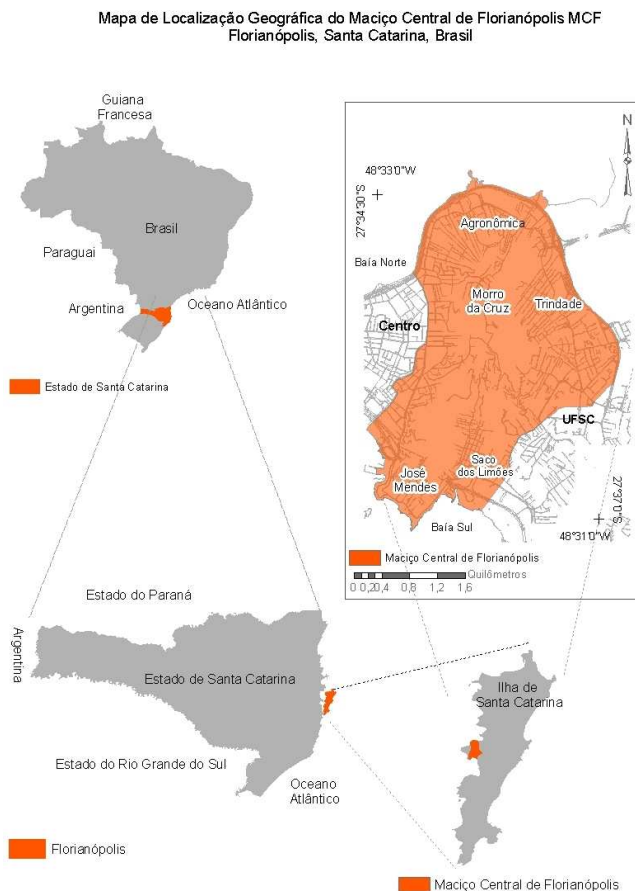 Mapa de Localização Geográfica do Maciço Central de Florianópolis MCF
Florianópolis, Santa Catarina, Brasil
Guiana
Francesa
Brasil
Paraguai
Argentina
Oceano Atlântico
Estado de Santa Catarina
N
48°33'0"W
27°34'30"S
Agronômica
Baía Norte
Morro
da Cruz
Trindade
Centro
UFSC
Saco
dos Limões
José
Mendes
27°37'0"S
Baía Sul
48°31'0"W
Maciço Central de Florianópolis
Quilômetros
0 0,20,4 0,8 1,2 1,6
Estado do Paraná
Argentina
Estado de Santa Catarina
Estado do Rio Grande do Sul
Oceano
Atlântico
Florianópolis
Ilha de
Santa Catarina
Maciço Central de Florianópolis